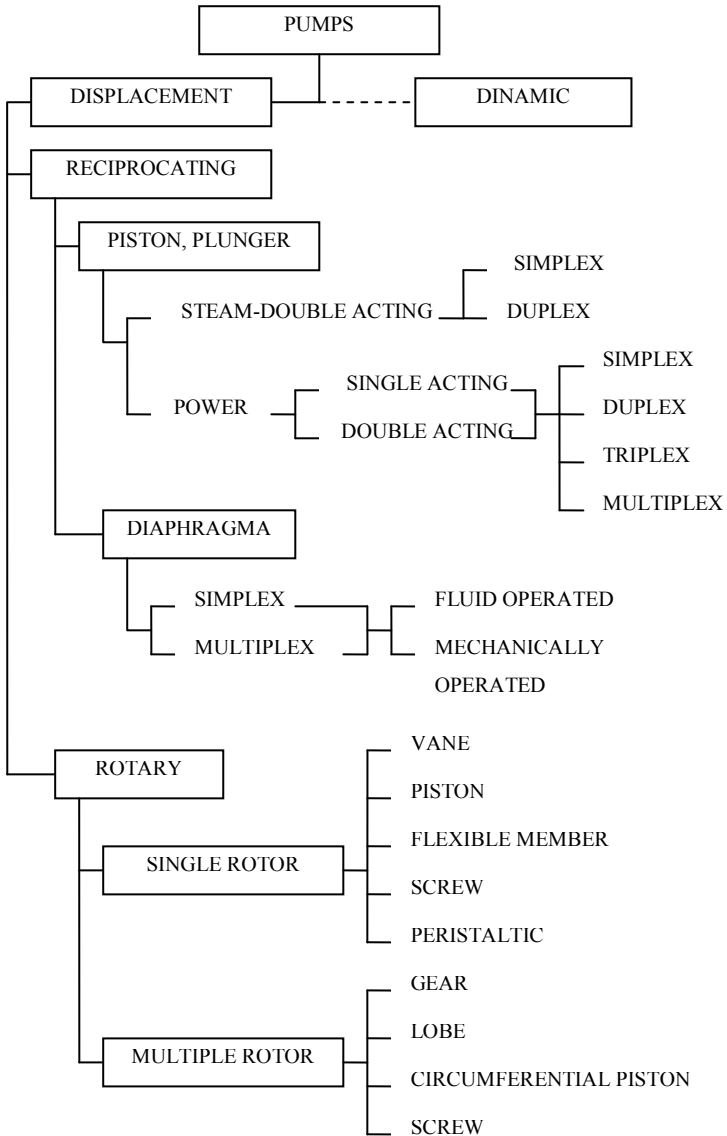 PUMPS
DISPLACEMENT
DINAMIC
RECIPROCATING
PISTON, PLUNGER
SIMPLEX
STEAM-DOUBLE ACTING
DUPLEX
SIMPLEX
SINGLE ACTING
POWER
DUPLEX
DOUBLE ACTING
TRIPLEX
MULTIPLEX
DIAPHRAGMA
SIMPLEX
FLUID OPERATED
MULTIPLEX
MECHANICALLY
OPERATED
VANE
ROTARY
PISTON
FLEXIBLE MEMBER
SINGLE ROTOR
SCREW
PERISTALTIC
GEAR
LOBE
MULTIPLE ROTOR
CIRCUMFERENTIAL PISTON
SCREW